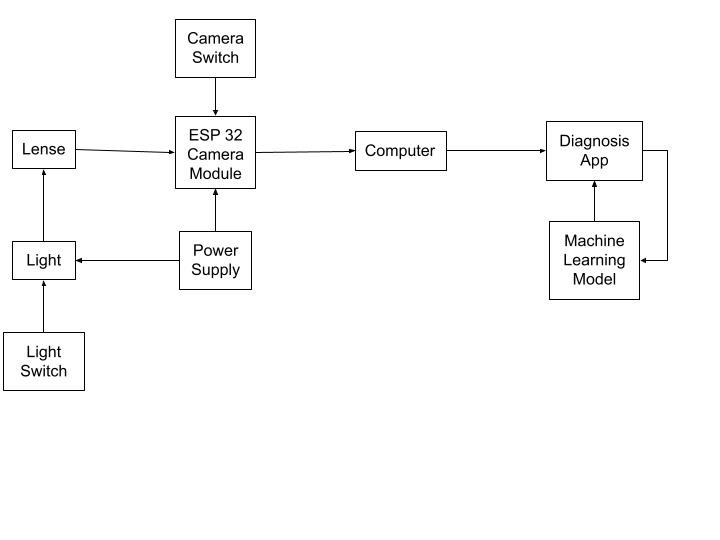 Camera
Switch
Lense
ESP 32
Camera
Module
Computer
Diagnosis
App
Light
Power
Supply
Machine
Learning
Model
Light
Switch